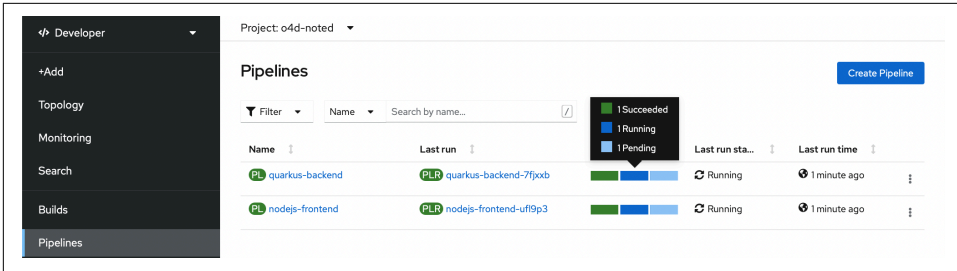 </> Developer
Project: o4d-noted
+Add
Topology
Monitoring
Search
Builds
Pipelines
Pipelines
Create Pipeline
Filter
Name
Search by name...
/
1 Succeeded
1 Running
1 Pending
Name
Last run
Last run sta...
Last run time
PL quarkus-backend
PLR quarkus-backend-7fjxxb
Running
1 minute ago
PL nodejs-frontend
PLR nodejs-frontend-ufl9p3
Running
1 minute ago